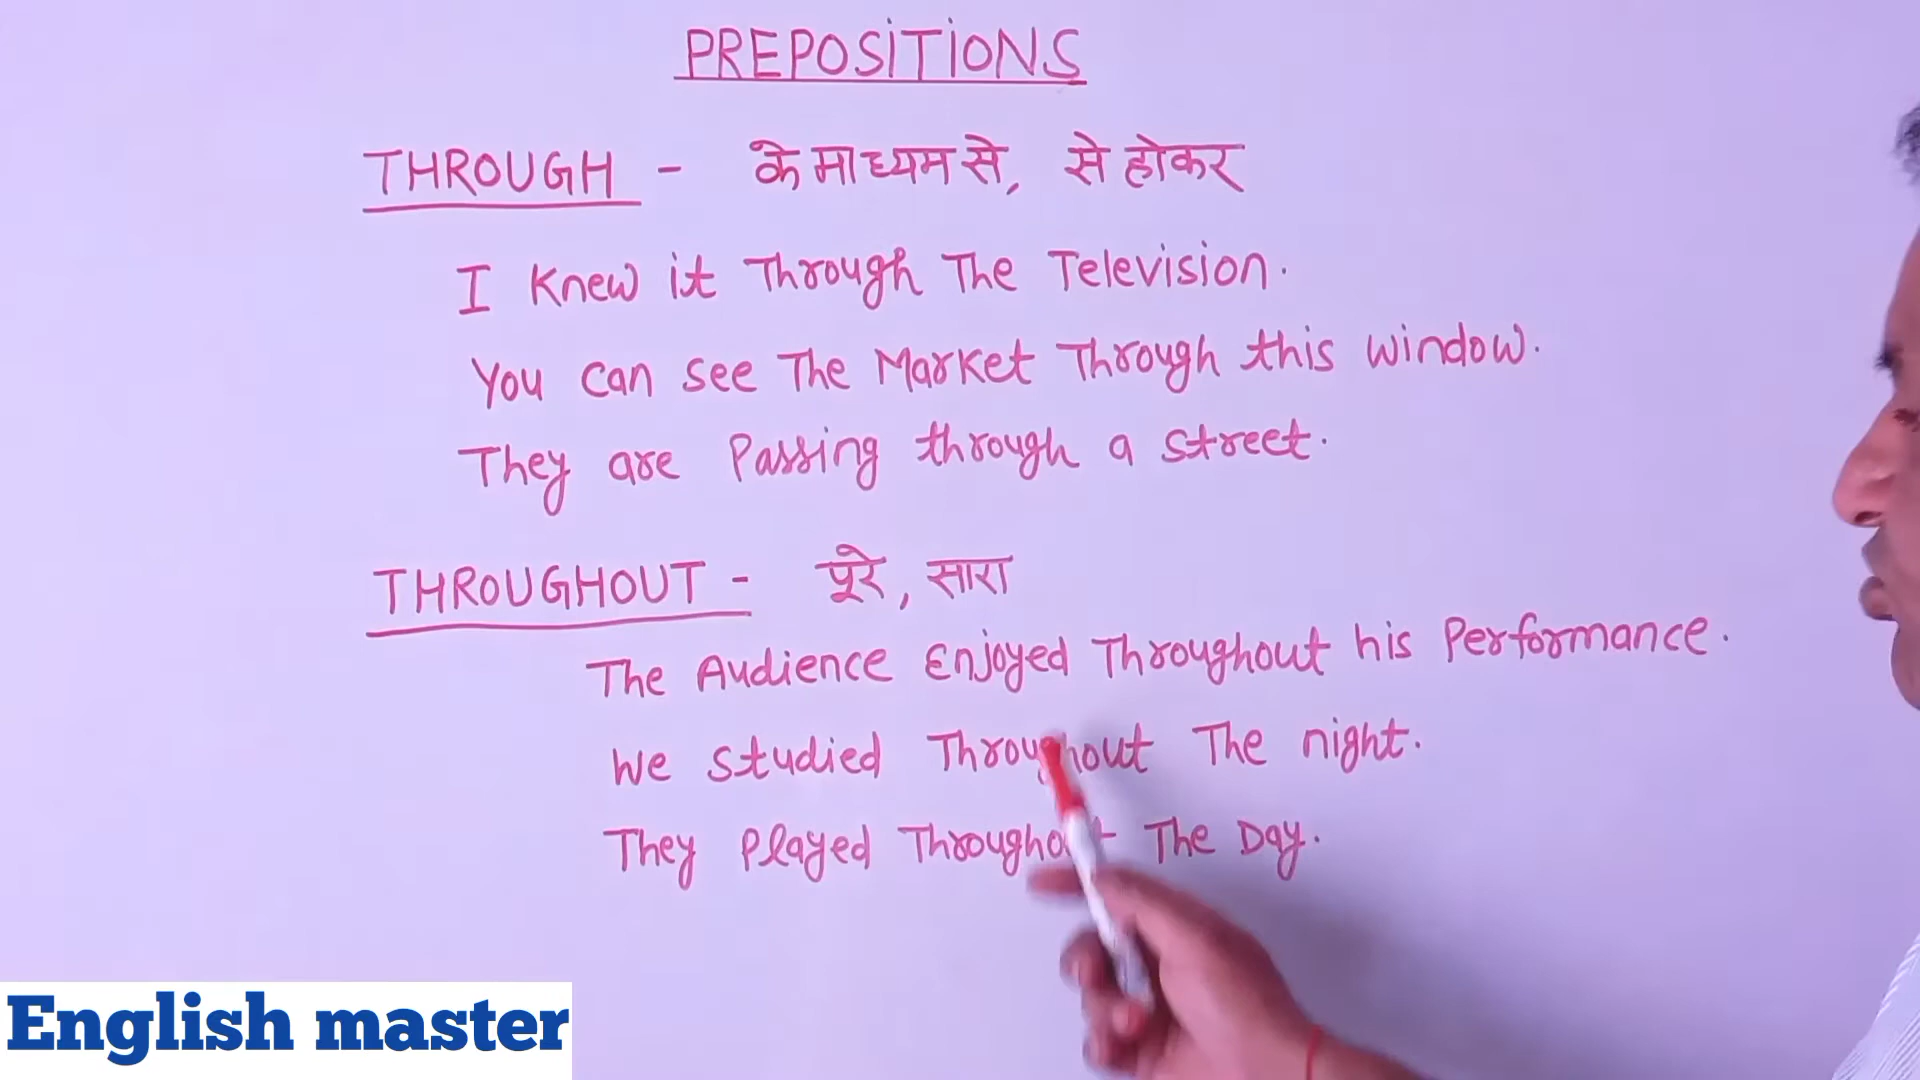 PREPOSITIONS
THROUGH - के माध्यम से, से होकर
I Knew it Through The Television.
You can see The Market Through this window.
They are Passing through a street.
THROUGHOUT - पूरे, सारा
The Audience Enjoyed Throughout his Performance.
We studied Throughout The night.
They Played Throughout The Day.
English master